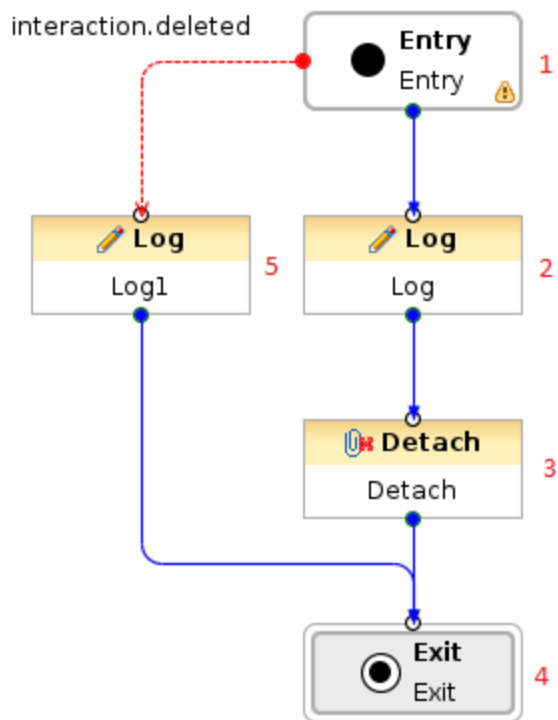 interaction.deleted
Entry
Entry
1
Log
Log1
5
Log
Log
2
Detach
Detach
3
Exit
Exit
4